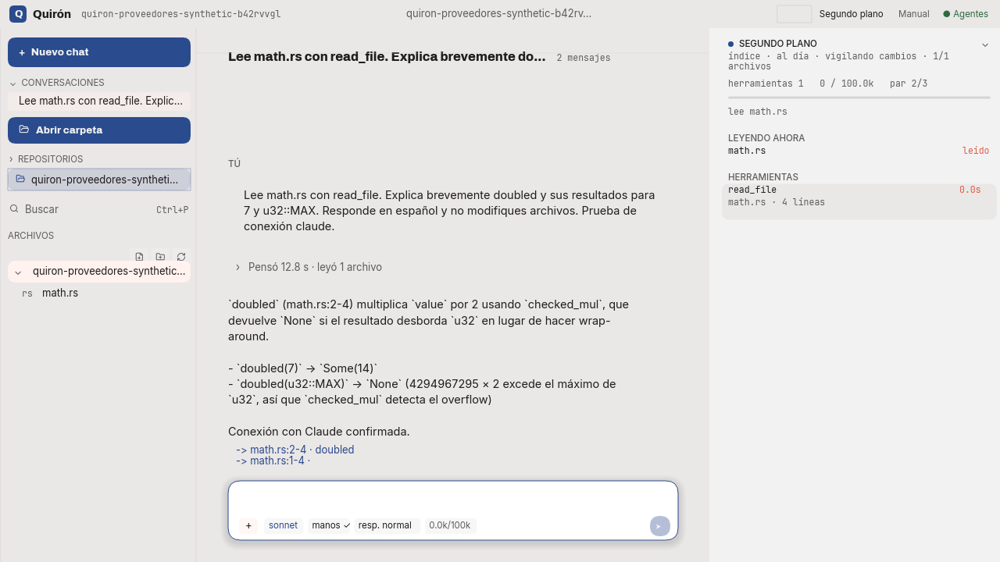 Q Quirón quiron-proveedores-synthetic-b42rvvgl quiron-proveedores-synthetic-b42rv... Segundo plano Manual Agentes
+ Nuevo chat
CONVERSACIONES
Lee math.rs con read_file. Explic...
Abrir carpeta
REPOSITORIOS
quiron-proveedores-syntheti...
Buscar Ctrl+P
ARCHIVOS
quiron-proveedores-synthetic...
rs math.rs
Lee math.rs con read_file. Explica brevemente do... 2 mensajes
TÚ
Lee math.rs con read_file. Explica brevemente doubled y sus resultados para
7 y u32::MAX. Responde en español y no modifiques archivos. Prueba de
conexión claude.
› Pensó 12.8 s · leyó 1 archivo
`doubled` (math.rs:2-4) multiplica `value` por 2 usando `checked_mul`, que
devuelve `None` si el resultado desborda `u32` en lugar de hacer wrap-
around.
- `doubled(7)` → `Some(14)`
- `doubled(u32::MAX)` → `None` (4294967295 × 2 excede el máximo de
`u32`, así que `checked_mul` detecta el overflow)
Conexión con Claude confirmada.
-> math.rs:2-4 · doubled
-> math.rs:1-4 ·
+ sonnet manos ✓ resp. normal 0.0k/100k
SEGUNDO PLANO
índice · al día · vigilando cambios · 1/1
archivos
herramientas 1 0 / 100.0k par 2/3
lee math.rs
LEYENDO AHORA
math.rs leído
HERRAMIENTAS
read_file 0.0s
math.rs · 4 líneas